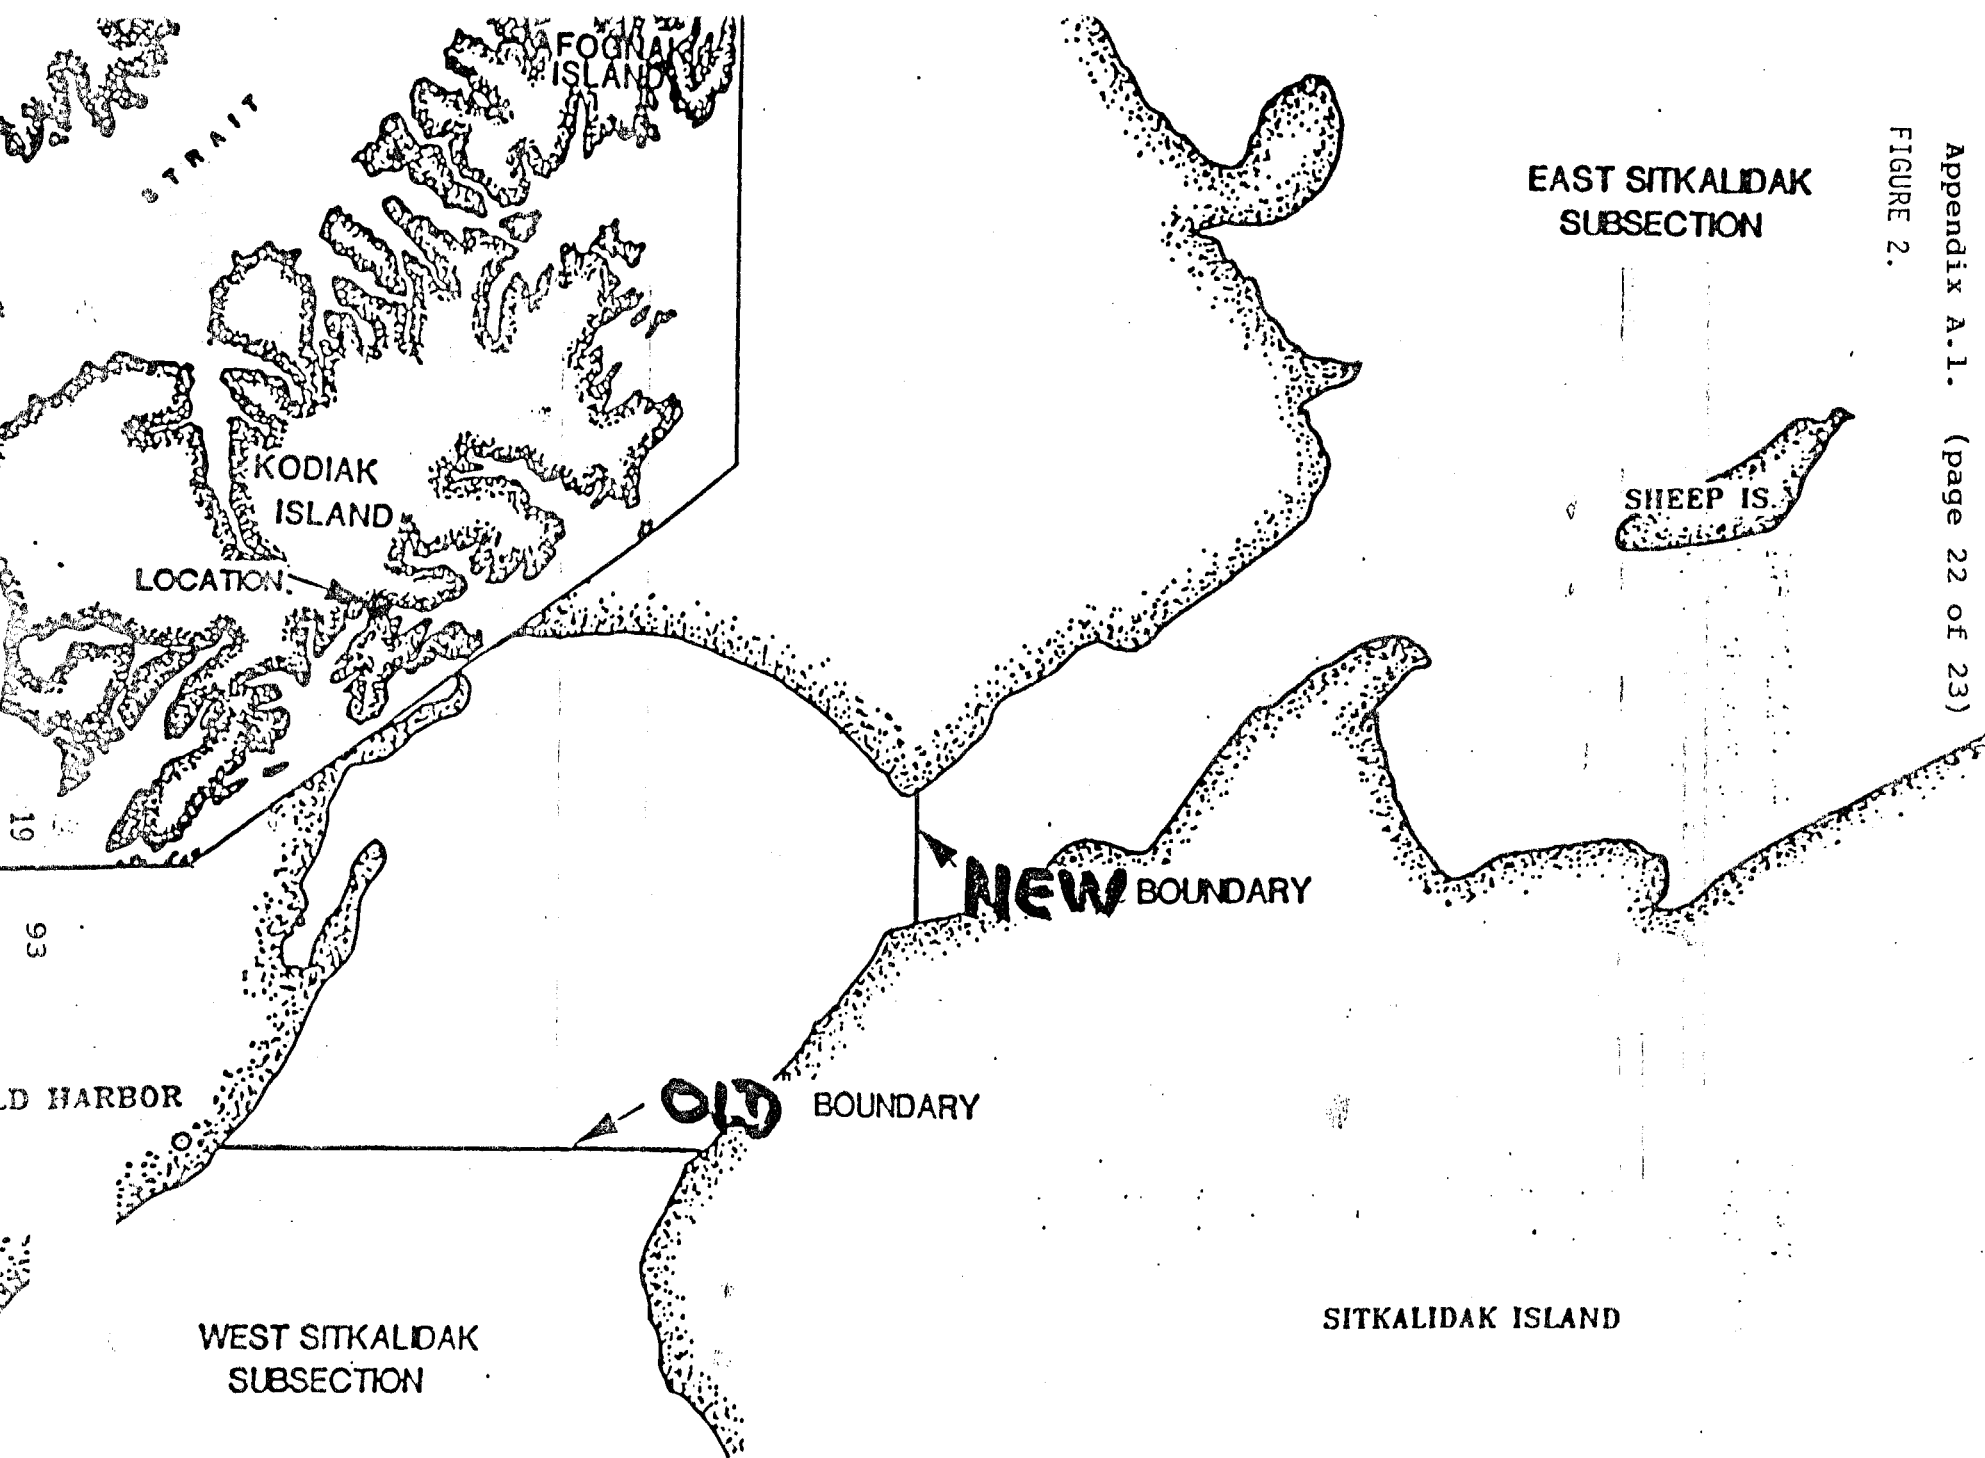 Appendix A.1. (page 22 of 23)
FIGURE 2.
FOGNAK
ISLAND
STRAIT
EAST SITKALIDAK
SUBSECTION
KODIAK
ISLAND
SHEEP IS.
LOCATION
19
93
NEW BOUNDARY
LD HARBOR
OLD BOUNDARY
SITKALIDAK ISLAND
WEST SITKALIDAK
SUBSECTION